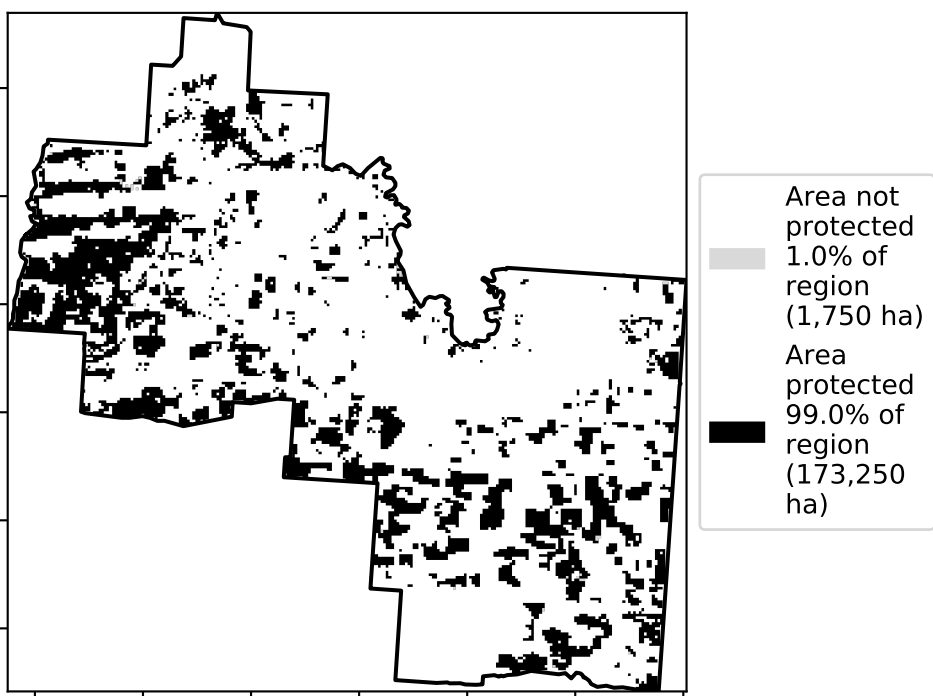 Area not
protected
1.0% of
region
(1,750 ha)
Area
protected
99.0% of
region
(173,250
ha)